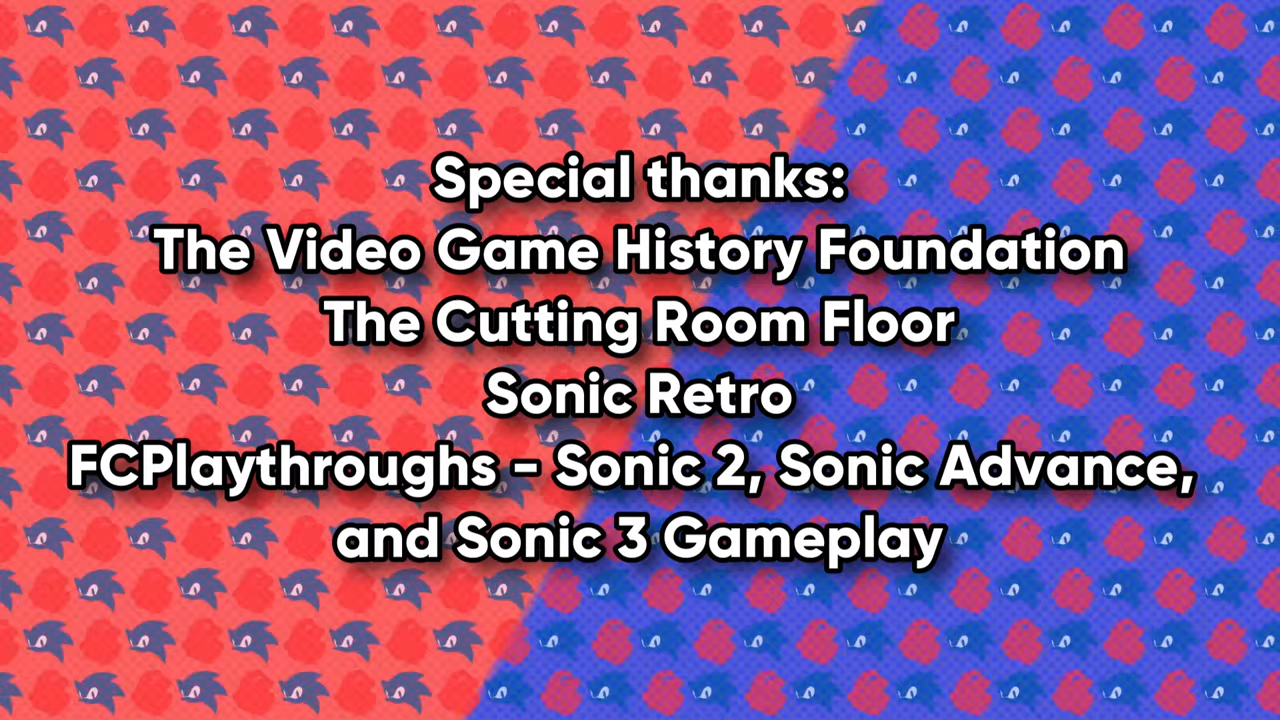 Special thanks:
The Video Game History Foundation
The Cutting Room Floor
Sonic Retro
FCPlaythroughs - Sonic 2, Sonic Advance,
and Sonic 3 Gameplay